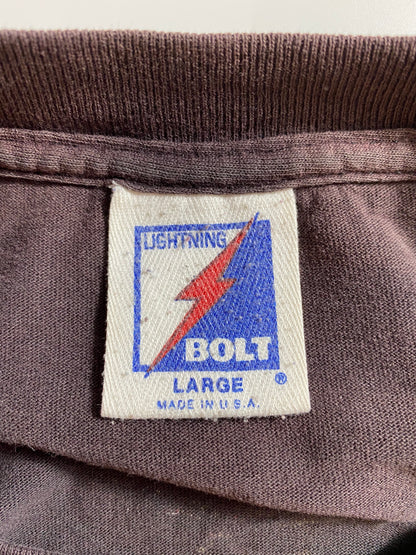 LIGHTNING
BOLT
LARGE ®
MADE IN U.S.A.